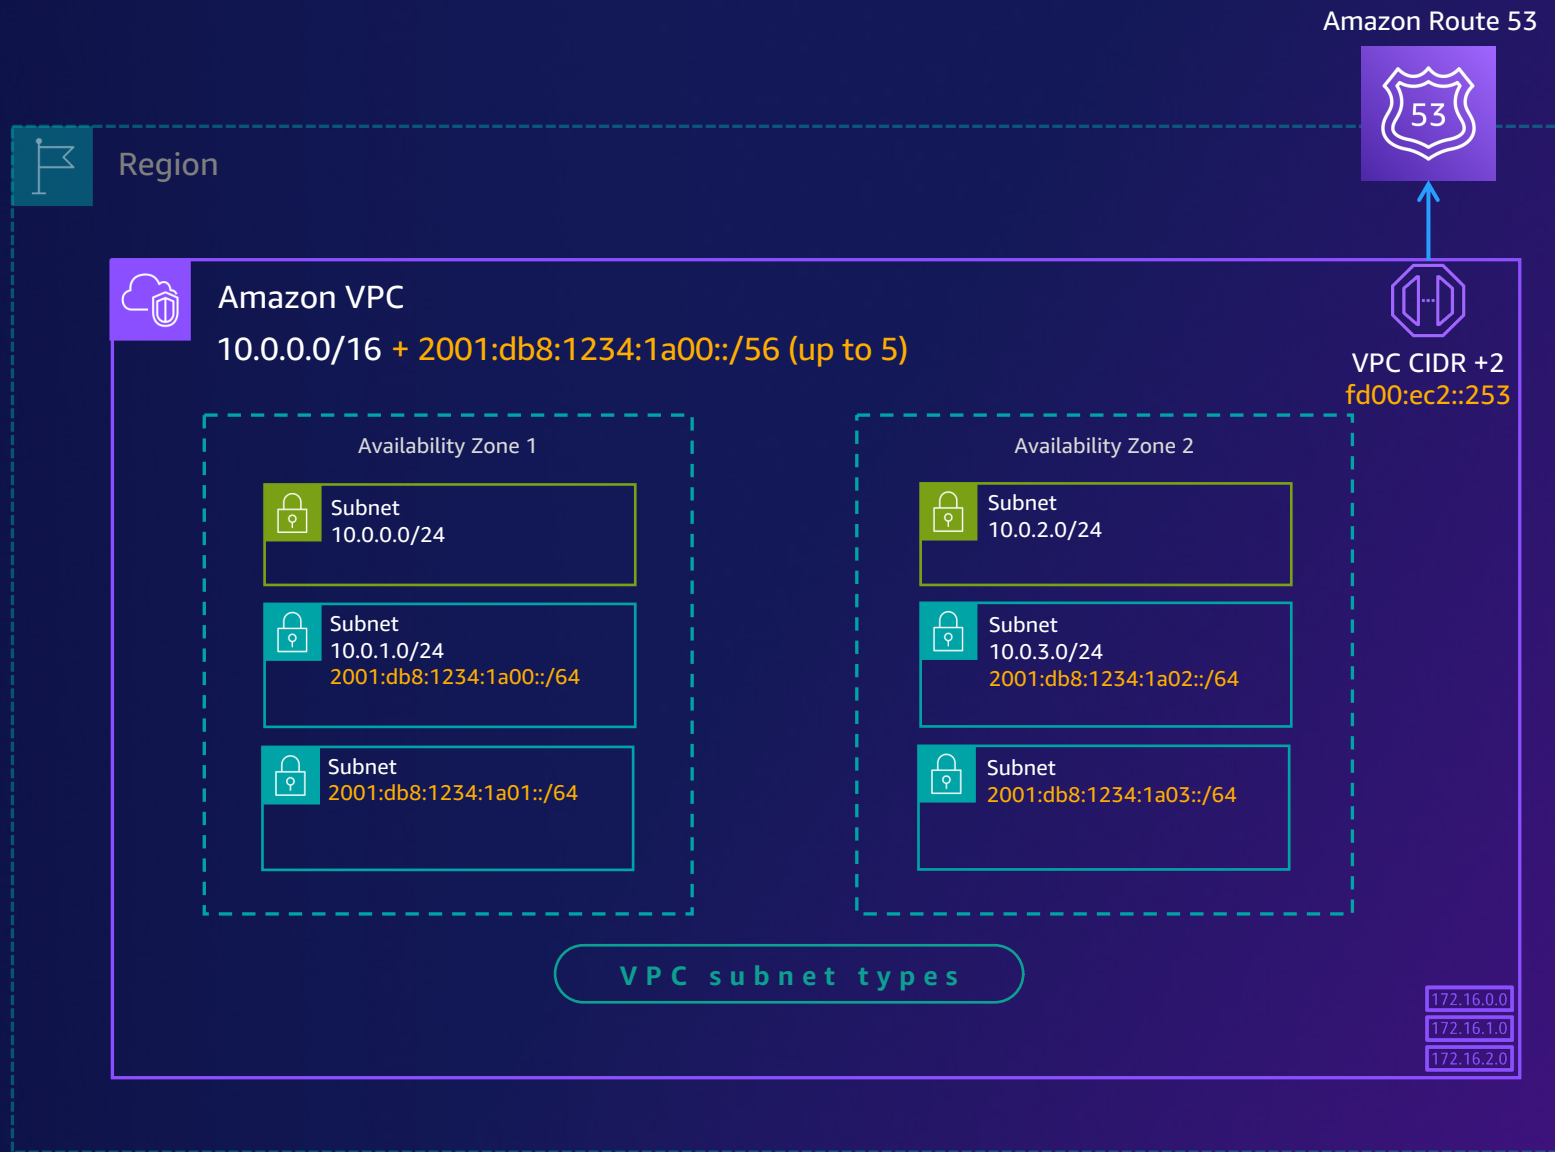 Amazon Route 53
53
Region
Amazon VPC
10.0.0.0/16 + 2001:db8:1234:1a00::/56 (up to 5)
VPC CIDR +2
fd00:ec2::253
Availability Zone 1
Subnet
10.0.0.0/24
Subnet
10.0.1.0/24
2001:db8:1234:1a00::/64
Subnet
2001:db8:1234:1a01::/64
Availability Zone 2
Subnet
10.0.2.0/24
Subnet
10.0.3.0/24
2001:db8:1234:1a02::/64
Subnet
2001:db8:1234:1a03::/64
VPC subnet types
172.16.0.0
172.16.1.0
172.16.2.0